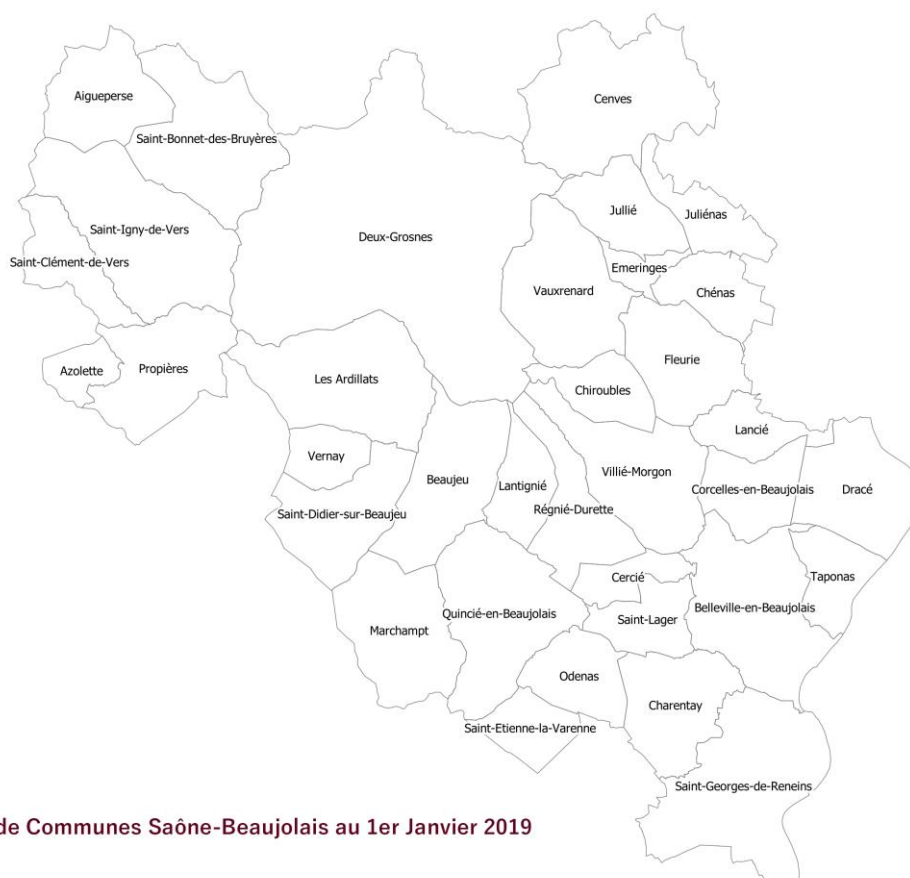 Aigueperse
Cenves
Saint-Bonnet-des-Bruyères
Jullié
Juliénas
Saint-Igny-de-Vers
Deux-Grosnes
Saint-Clément-de-Vers
Emeringes
Vauxrenard
Chénas
Fleurie
Azolette
Propières
Les Ardillats
Chiroubles
Lancié
Vernay
Villié-Morgon
Beaujeu
Lantignié
Corcelles-en-Beaujolais
Dracé
Saint-Didier-sur-Beaujeu
Régnié-Durette
Cercié
Taponas
Belleville-en-Beaujolais
Quincié-en-Beaujolais
Saint-Lager
Marchampt
Odenas
Charentay
Saint-Etienne-la-Varenne
Saint-Georges-de-Reneins
de Communes Saône-Beaujolais au 1er Janvier 2019